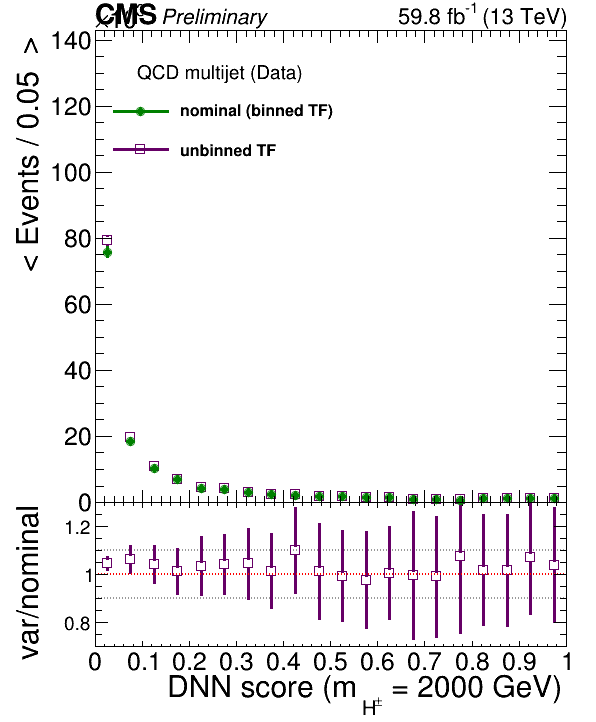 CMS Preliminary 59.8 fb⁻¹ (13 TeV)
QCD multijet (Data)
nominal (binned TF)
unbinned TF
< Events / 0.05 >
140
120
100
80
60
40
20
0
var/nominal
1.2
1
0.8
0 0.1 0.2 0.3 0.4 0.5 0.6 0.7 0.8 0.9 1
DNN score (m_H± = 2000 GeV)